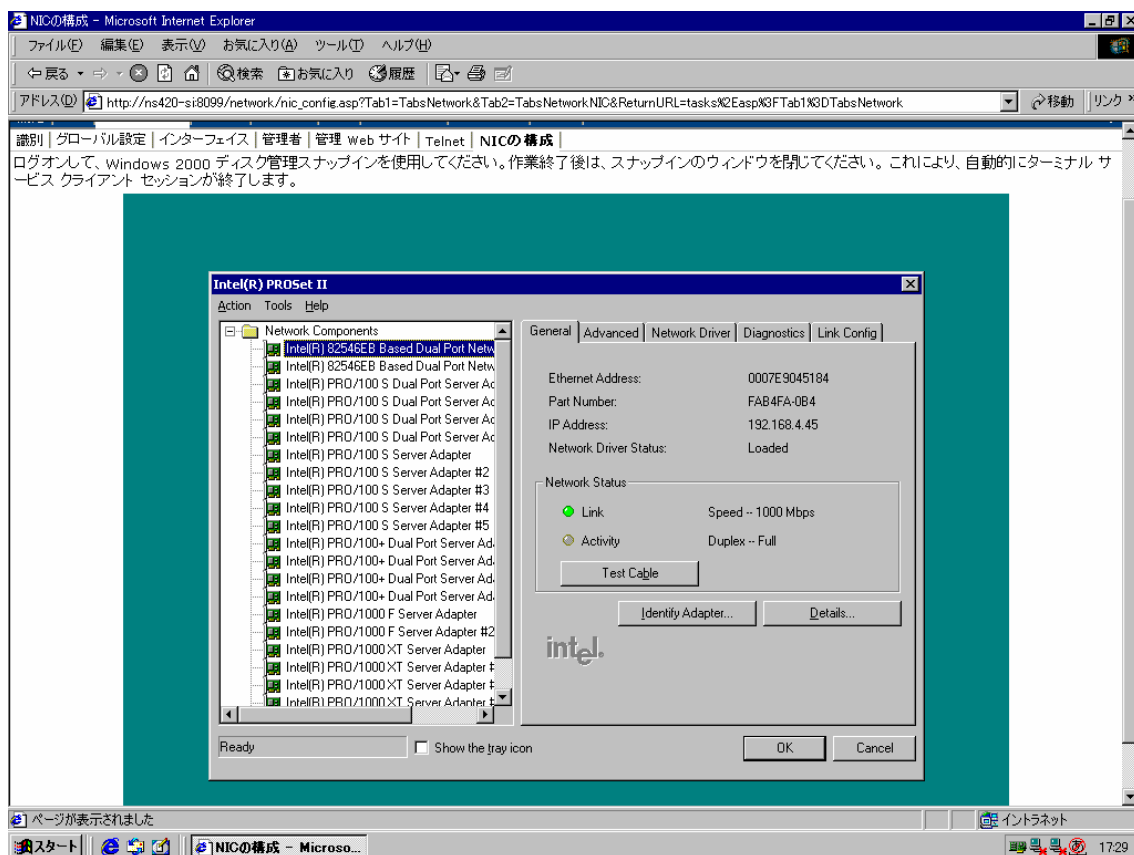 NICの構成 - Microsoft Internet Explorer
ファイル(F) 編集(E) 表示(V) お気に入り(A) ツール(T) ヘルプ(H)
戻る 検索 お気に入り 履歴
アドレス(D) http://ns420-si:8099/network/nic_config.asp?Tab1=TabsNetwork&Tab2=TabsNetworkNIC&ReturnURL=tasks%2Easp%3FTab1%3DTabsNetwork 移動 リンク »
識別 | グローバル設定 | インターフェイス | 管理者 | 管理 Web サイト | Telnet | NICの構成 |
ログオンして、Windows 2000 ディスク管理スナップインを使用してください。作業終了後は、スナップインのウィンドウを閉じてください。これにより、自動的にターミナル サ
ービス クライアント セッションが終了します。
Intel(R) PROSet II
Action Tools Help
Network Components
Intel(R) 82546EB Based Dual Port Netw
Intel(R) 82546EB Based Dual Port Netw
Intel(R) PRO/100 S Dual Port Server Ac
Intel(R) PRO/100 S Dual Port Server Ac
Intel(R) PRO/100 S Dual Port Server Ac
Intel(R) PRO/100 S Dual Port Server Ac
Intel(R) PRO/100 S Server Adapter
Intel(R) PRO/100 S Server Adapter #2
Intel(R) PRO/100 S Server Adapter #3
Intel(R) PRO/100 S Server Adapter #4
Intel(R) PRO/100 S Server Adapter #5
Intel(R) PRO/100+ Dual Port Server Ad
Intel(R) PRO/100+ Dual Port Server Ad
Intel(R) PRO/100+ Dual Port Server Ad
Intel(R) PRO/100+ Dual Port Server Ad
Intel(R) PRO/1000 F Server Adapter
Intel(R) PRO/1000 F Server Adapter #2
Intel(R) PRO/1000 XT Server Adapter
Intel(R) PRO/1000 XT Server Adapter #
Intel(R) PRO/1000 XT Server Adapter #
Intel(R) PRO/1000 XT Server Adapter #
General Advanced Network Driver Diagnostics Link Config
Ethernet Address: 0007E9045184
Part Number: FAB4FA-0B4
IP Address: 192.168.4.45
Network Driver Status: Loaded
Network Status
Link Speed -- 1000 Mbps
Activity Duplex -- Full
Test Cable
Identify Adapter... Details...
intel®
Ready Show the tray icon OK Cancel
ページが表示されました イントラネット
スタート NICの構成 - Microso... あ 17:29